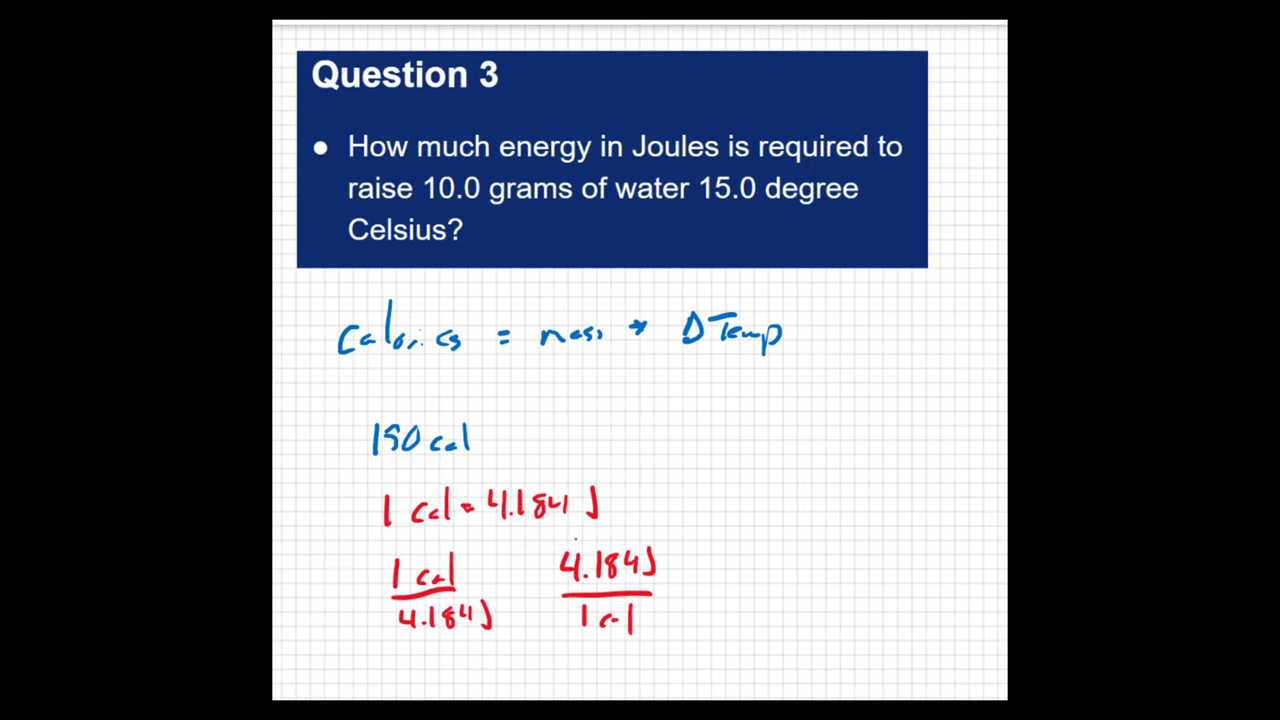 Question 3
● How much energy in Joules is required to
raise 10.0 grams of water 15.0 degree
Celsius?
Calories = mass * ΔTemp
150 cal
1 cal = 4.184 J
1 cal 4.184 J
4.184 J 1 cal